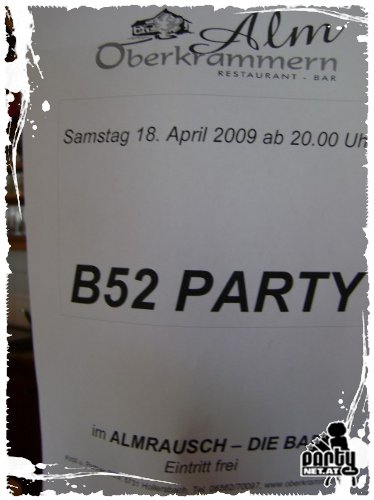 Alm
Oberkrammern
RESTAURANT - BAR
Samstag 18. April 2009 ab 20.00 Uh
B52 PARTY
im ALMRAUSCH – DIE BA
Eintritt frei
party
NET.AT